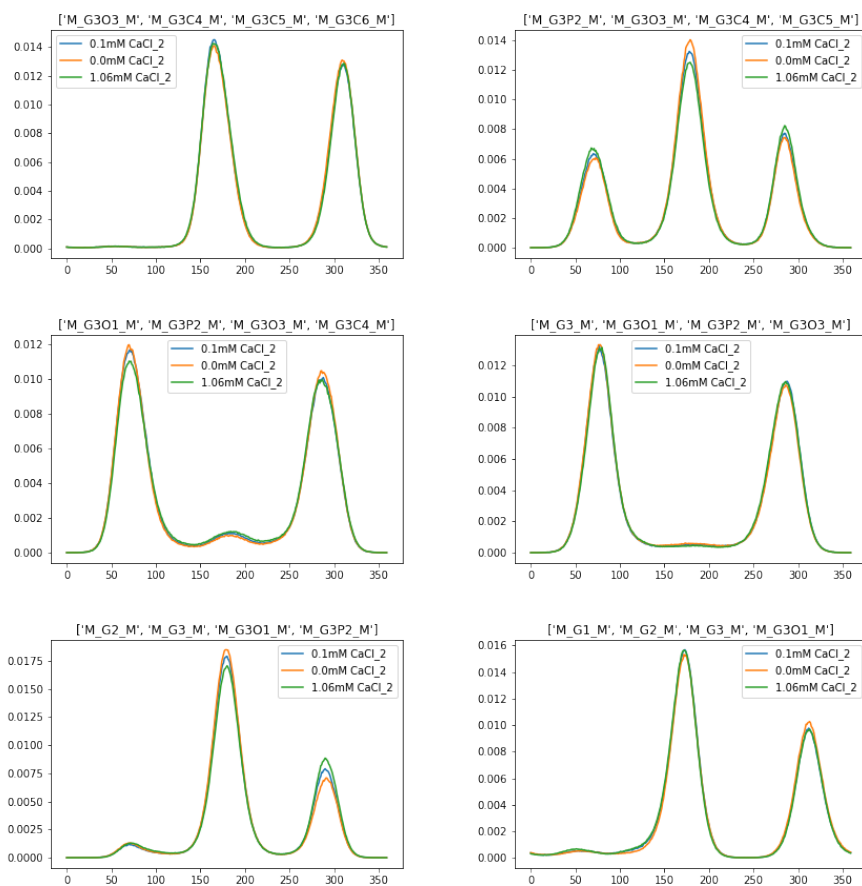 ['M_G3O3_M', 'M_G3C4_M', 'M_G3C5_M', 'M_G3C6_M']
0.014
0.012
0.010
0.008
0.006
0.004
0.002
0.000
0.1mM CaCl_2
0.0mM CaCl_2
1.06mM CaCl_2
0 50 100 150 200 250 300 350
['M_G3P2_M', 'M_G3O3_M', 'M_G3C4_M', 'M_G3C5_M']
0.014
0.012
0.010
0.008
0.006
0.004
0.002
0.000
0.1mM CaCl_2
0.0mM CaCl_2
1.06mM CaCl_2
0 50 100 150 200 250 300 350
['M_G3O1_M', 'M_G3P2_M', 'M_G3O3_M', 'M_G3C4_M']
0.012
0.010
0.008
0.006
0.004
0.002
0.000
0.1mM CaCl_2
0.0mM CaCl_2
1.06mM CaCl_2
0 50 100 150 200 250 300 350
['M_G3_M', 'M_G3O1_M', 'M_G3P2_M', 'M_G3O3_M']
0.012
0.010
0.008
0.006
0.004
0.002
0.000
0.1mM CaCl_2
0.0mM CaCl_2
1.06mM CaCl_2
0 50 100 150 200 250 300 350
['M_G2_M', 'M_G3_M', 'M_G3O1_M', 'M_G3P2_M']
0.0175
0.0150
0.0125
0.0100
0.0075
0.0050
0.0025
0.0000
0.1mM CaCl_2
0.0mM CaCl_2
1.06mM CaCl_2
0 50 100 150 200 250 300 350
['M_G1_M', 'M_G2_M', 'M_G3_M', 'M_G3O1_M']
0.016
0.014
0.012
0.010
0.008
0.006
0.004
0.002
0.000
0.1mM CaCl_2
0.0mM CaCl_2
1.06mM CaCl_2
0 50 100 150 200 250 300 350